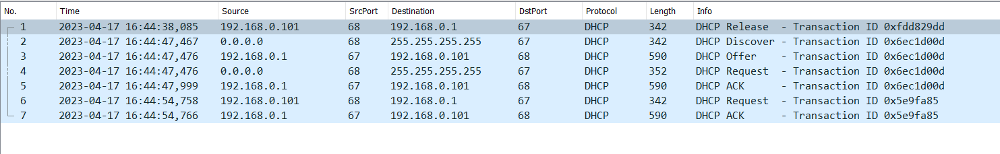 No. Time Source SrcPort Destination DstPort Protocol Length Info
1 2023-04-17 16:44:38,085 192.168.0.101 68 192.168.0.1 67 DHCP 342 DHCP Release - Transaction ID 0xfdd829dd
2 2023-04-17 16:44:47,467 0.0.0.0 68 255.255.255.255 67 DHCP 342 DHCP Discover - Transaction ID 0x6ec1d00d
3 2023-04-17 16:44:47,476 192.168.0.1 67 192.168.0.101 68 DHCP 590 DHCP Offer - Transaction ID 0x6ec1d00d
4 2023-04-17 16:44:47,476 0.0.0.0 68 255.255.255.255 67 DHCP 352 DHCP Request - Transaction ID 0x6ec1d00d
5 2023-04-17 16:44:47,999 192.168.0.1 67 192.168.0.101 68 DHCP 590 DHCP ACK - Transaction ID 0x6ec1d00d
6 2023-04-17 16:44:54,758 192.168.0.101 68 192.168.0.1 67 DHCP 342 DHCP Request - Transaction ID 0x5e9fa85
7 2023-04-17 16:44:54,766 192.168.0.1 67 192.168.0.101 68 DHCP 590 DHCP ACK - Transaction ID 0x5e9fa85